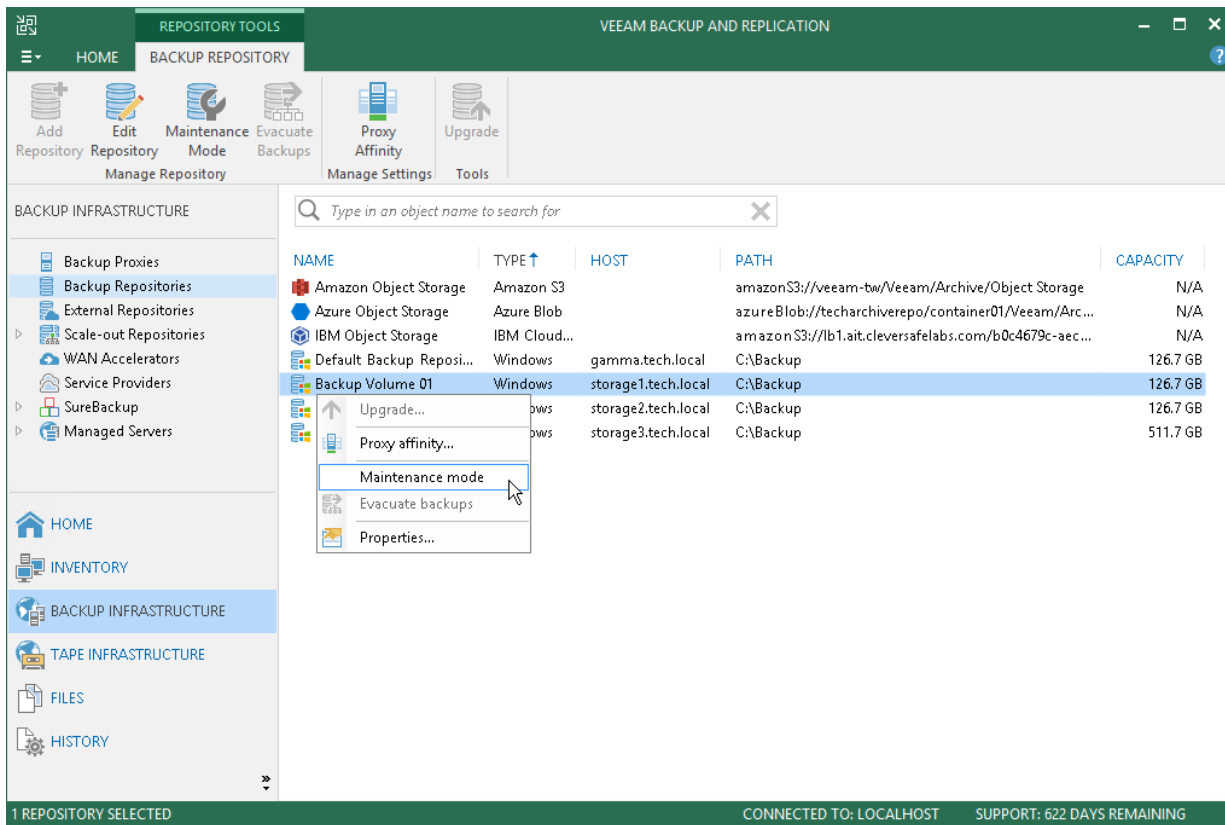 REPOSITORY TOOLS
VEEAM BACKUP AND REPLICATION
HOME
BACKUP REPOSITORY
?
Add Repository
Edit Repository
Maintenance Mode
Evacuate Backups
Manage Repository
Proxy Affinity
Manage Settings
Upgrade
Tools
BACKUP INFRASTRUCTURE
Backup Proxies
Backup Repositories
External Repositories
Scale-out Repositories
WAN Accelerators
Service Providers
SureBackup
Managed Servers
HOME
INVENTORY
BACKUP INFRASTRUCTURE
TAPE INFRASTRUCTURE
FILES
HISTORY
Type in an object name to search for
NAME TYPE HOST PATH CAPACITY
Amazon Object Storage Amazon S3 amazonS3://veeam-tw/Veeam/Archive/Object Storage N/A
Azure Object Storage Azure Blob azureBlob://techarchiverepo/container01/Veeam/Arc... N/A
IBM Object Storage IBM Cloud... amazonS3://lb1.ait.cleversafelabs.com/b0c4679c-aec... N/A
Default Backup Reposi... Windows gamma.tech.local C:\Backup 126.7 GB
Backup Volume 01 Windows storage1.tech.local C:\Backup 126.7 GB
ows storage2.tech.local C:\Backup 126.7 GB
ows storage3.tech.local C:\Backup 511.7 GB
Upgrade...
Proxy affinity...
Maintenance mode
Evacuate backups
Properties...
1 REPOSITORY SELECTED
CONNECTED TO: LOCALHOST
SUPPORT: 622 DAYS REMAINING